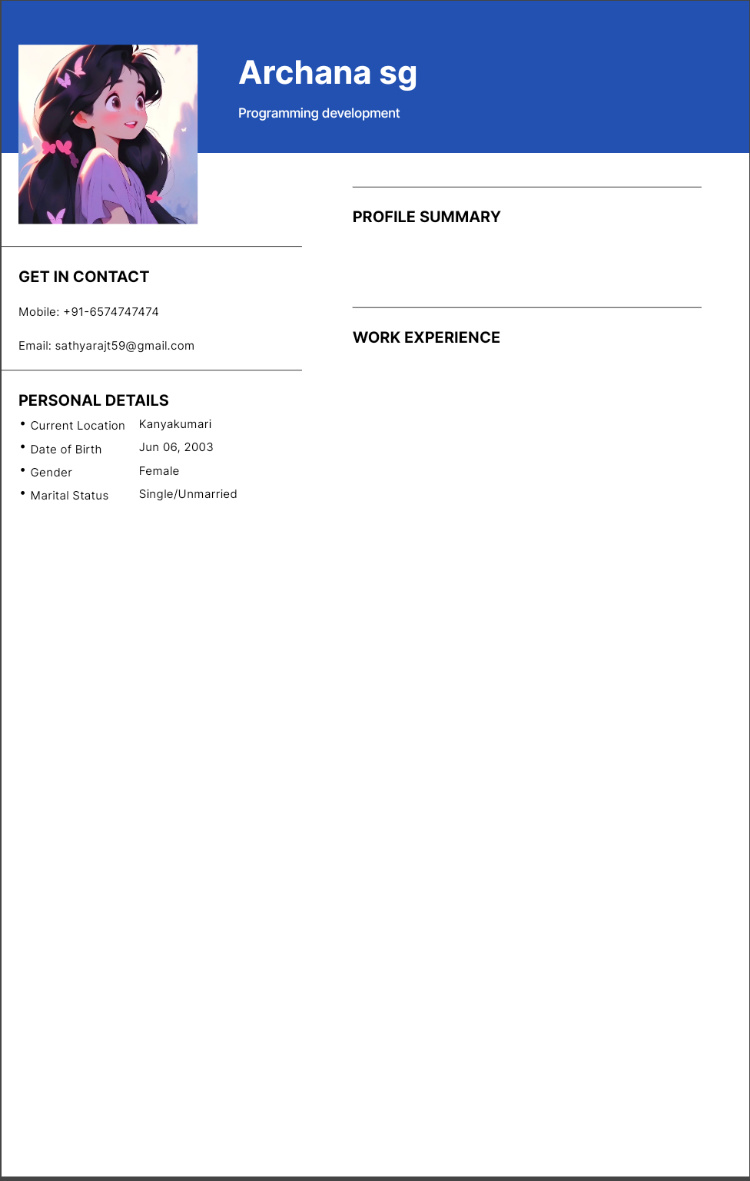 Archana sg
Programming development
GET IN CONTACT
Mobile: +91-6574747474
Email: sathyarajt59@gmail.com
PERSONAL DETAILS
• Current Location Kanyakumari
• Date of Birth Jun 06, 2003
• Gender Female
• Marital Status Single/Unmarried
PROFILE SUMMARY
WORK EXPERIENCE